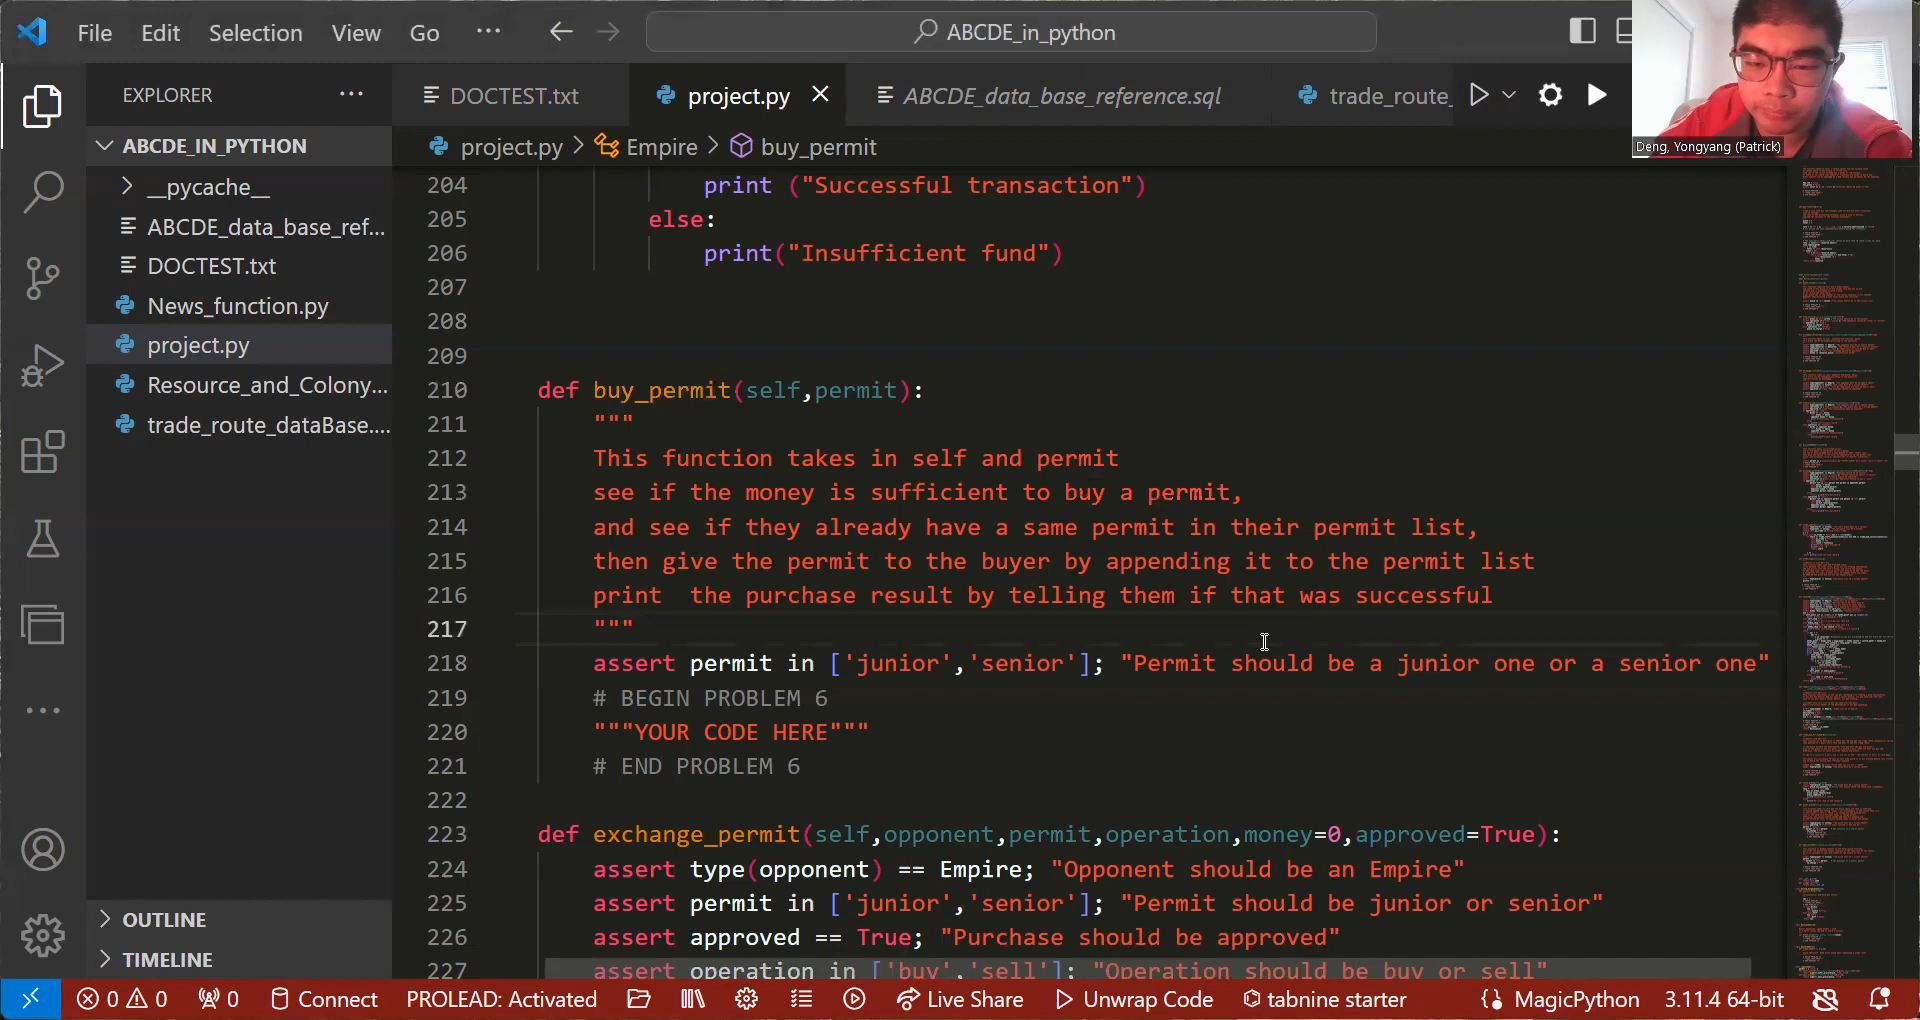 File Edit Selection View Go ··· ABCDE_in_python
EXPLORER ···
DOCTEST.txt project.py ABCDE_data_base_reference.sql trade_route_
Deng, Yongyang (Patrick)
ABCDE_IN_PYTHON
project.py > Empire > buy_permit
__pycache__
ABCDE_data_base_ref...
DOCTEST.txt
News_function.py
project.py
Resource_and_Colony...
trade_route_dataBase....
OUTLINE
TIMELINE
204 print ("Successful transaction")
205 else:
206 print("Insufficient fund")
207
208
209
210 def buy_permit(self,permit):
211 """
212 This function takes in self and permit
213 see if the money is sufficient to buy a permit,
214 and see if they already have a same permit in their permit list,
215 then give the permit to the buyer by appending it to the permit list
216 print  the purchase result by telling them if that was successful
217 """
218 assert permit in ['junior','senior']; "Permit should be a junior one or a senior one"
219 # BEGIN PROBLEM 6
220 """YOUR CODE HERE"""
221 # END PROBLEM 6
222
223 def exchange_permit(self,opponent,permit,operation,money=0,approved=True):
224 assert type(opponent) == Empire; "Opponent should be an Empire"
225 assert permit in ['junior','senior']; "Permit should be junior or senior"
226 assert approved == True; "Purchase should be approved"
227 assert operation in ['buy','sell']; "Operation should be buy or sell"
0 0 0 Connect PROLEAD: Activated Live Share Unwrap Code tabnine starter MagicPython 3.11.4 64-bit